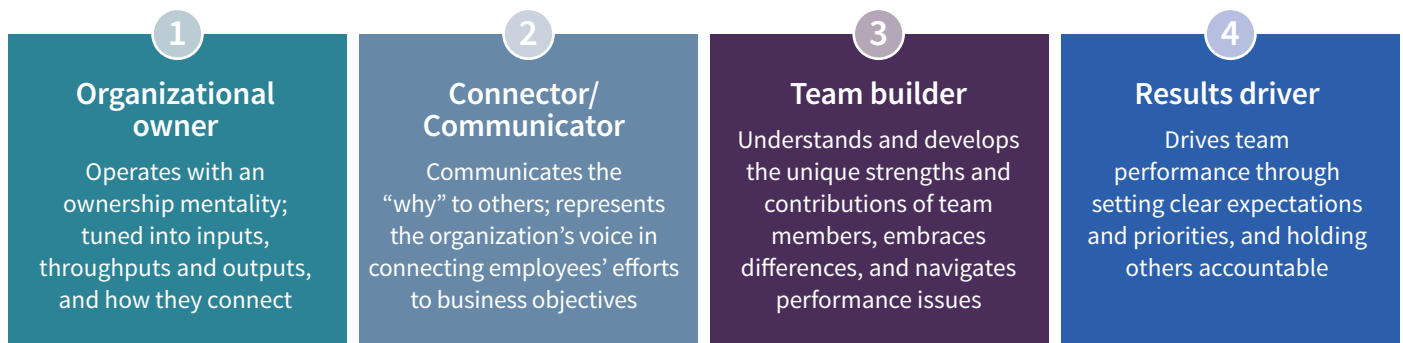 1
Organizational
owner
Operates with an
ownership mentality;
tuned into inputs,
throughputs and outputs,
and how they connect
2
Connector/
Communicator
Communicates the
“why” to others; represents
the organization’s voice in
connecting employees’ efforts
to business objectives
3
Team builder
Understands and develops
the unique strengths and
contributions of team
members, embraces
differences, and navigates
performance issues
4
Results driver
Drives team
performance through
setting clear expectations
and priorities, and holding
others accountable